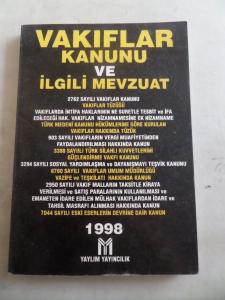 VAKIFLAR
KANUNU
VE
İLGİLİ MEVZUAT
2762 SAYILI VAKIFLAR KANUNU
VAKIFLAR TÜZÜĞÜ
VAKIFLARDA İNTİFA HAKLARININ NE SURETLE TESBİT ve İFA
EDİLECEĞİ HAK. VAKIFLAR NİZAMNAMESİNE EK NİZAMNAME
TÜRK MEDENİ KANUNU HÜKÜMLERİNE GÖRE KURULAN
VAKIFLAR HAKKINDA TÜZÜK
903 SAYILI VAKIFLARIN VERGİ MUAFİYETİNDEN
FAYDALANDIRILMASI HAKKINDA KANUN
3388 SAYILI TÜRK SİLAHLI KUVVETLERİNİ
GÜÇLENDİRME VAKFI KANUNU
3294 SAYILI SOSYAL YARDIMLAŞMA ve DAYANIŞMAYI TEŞVİK KANUNU
6760 SAYILI VAKIFLAR UMUM MÜDÜRLÜĞÜ
VAZİFE ve TEŞKİLATI HAKKINDA KANUN
2950 SAYILI VAKIF MALLARIN TAKSİTLE KİRAYA
VERİLMESİ ve SATIŞ PARALARININ KULLANILMASI ve
EMANETEN İDARE EDİLEN MÜLHAK VAKIFLARDAN İDARE ve
TAHSİL MASRAFI ALINMASI HAKKINDA KANUN
7044 SAYILI ESKİ ESERLERİN DEVRİNE DAİR KANUN
1998
YAYLIM YAYINCILIK